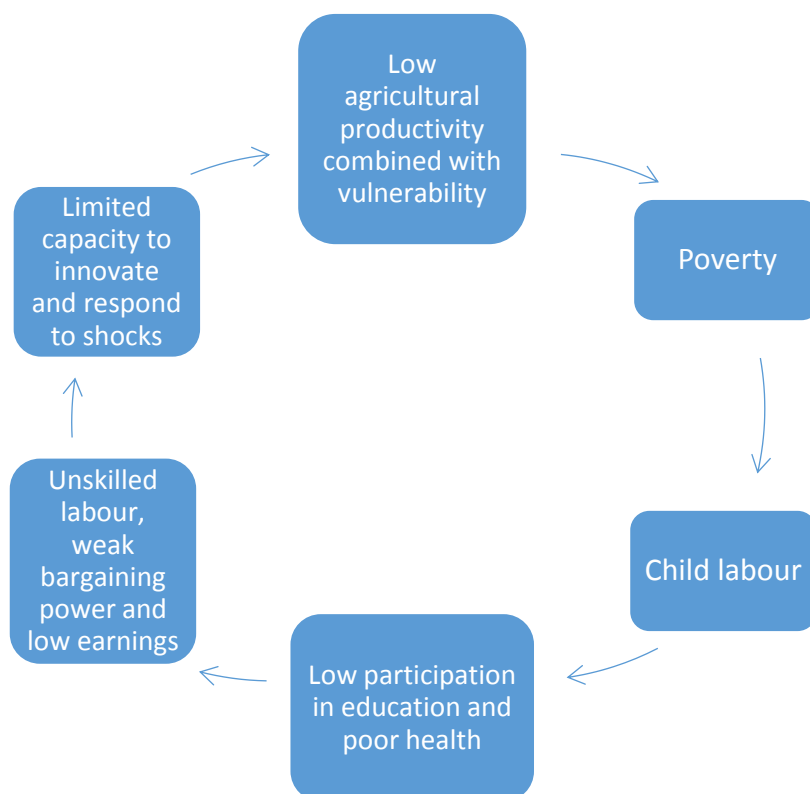 Low
agricultural
productivity
combined with
vulnerability
Poverty
Child labour
Low participation
in education and
poor health
Unskilled
labour,
weak
bargaining
power and
low earnings
Limited
capacity to
innovate
and respond
to shocks